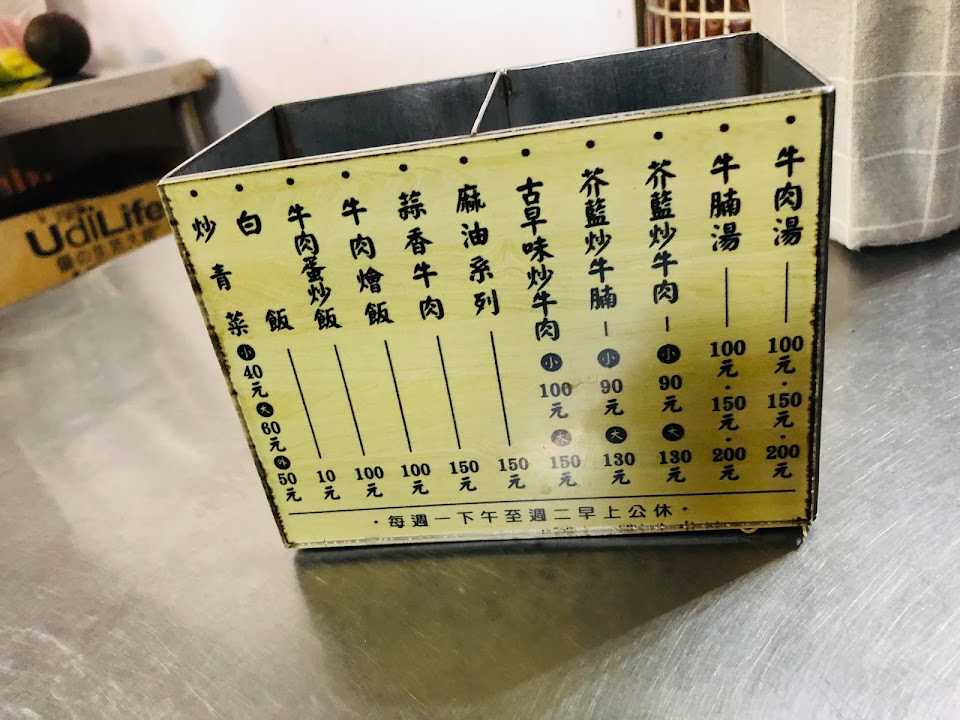 牛肉湯 — 100元·150元·200元
牛腩湯 — 100元·150元·200元
芥藍炒牛肉 — 小90元 大130元
芥藍炒牛腩 — 小90元 大130元
古早味炒牛肉 小100元 大150元
麻油系列 — 150元
蒜香牛肉 — 150元
牛肉燴飯 — 100元
牛肉蛋炒飯 — 100元
白飯 — 10元
炒青菜 小40元 大60元 外50元
·每週一下午至週二早上公休·
UdiLife